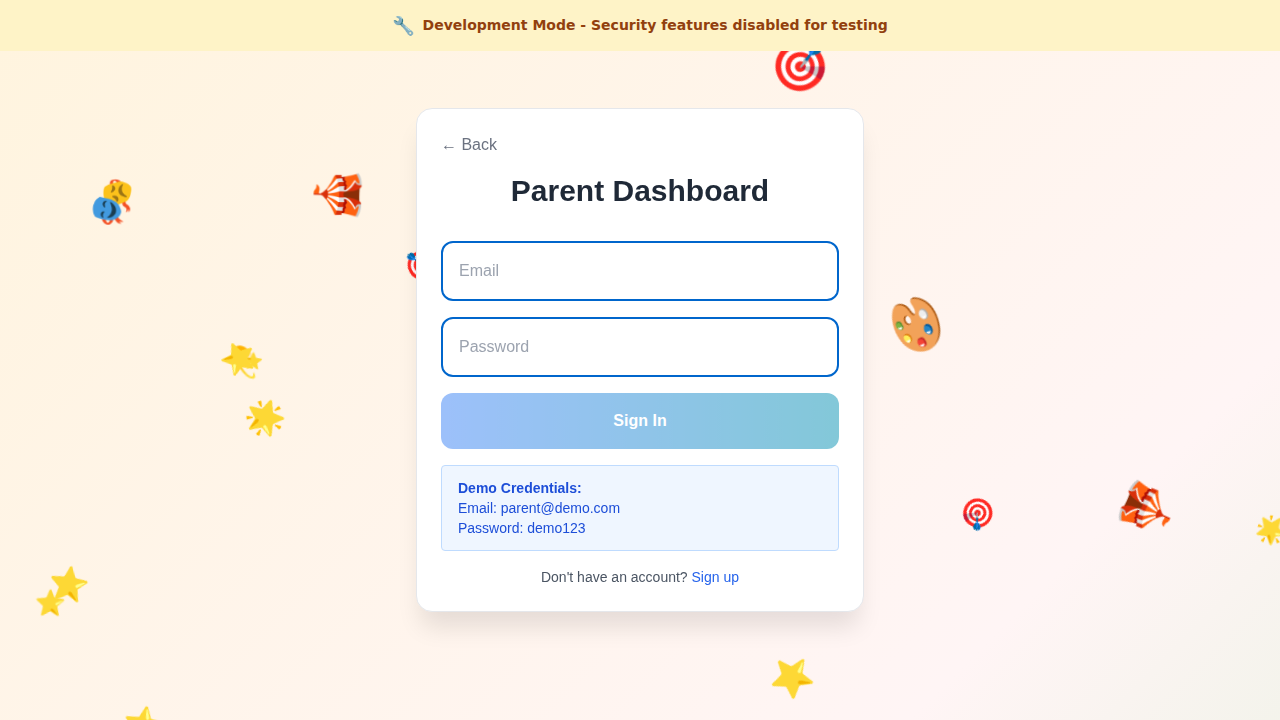 Development Mode - Security features disabled for testing
← Back
Parent Dashboard
Email
Password
Sign In
Demo Credentials:
Email: parent@demo.com
Password: demo123
Don't have an account? Sign up